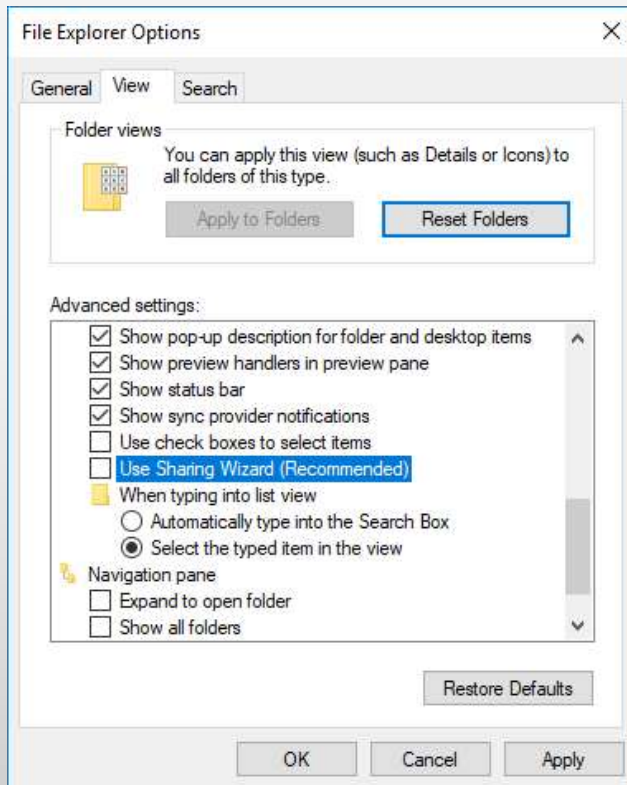 File Explorer Options
General View Search
Folder views
You can apply this view (such as Details or Icons) to
all folders of this type.
Apply to Folders Reset Folders
Advanced settings:
Show pop-up description for folder and desktop items
Show preview handlers in preview pane
Show status bar
Show sync provider notifications
Use check boxes to select items
Use Sharing Wizard (Recommended)
When typing into list view
Automatically type into the Search Box
Select the typed item in the view
Navigation pane
Expand to open folder
Show all folders
Restore Defaults
OK Cancel Apply